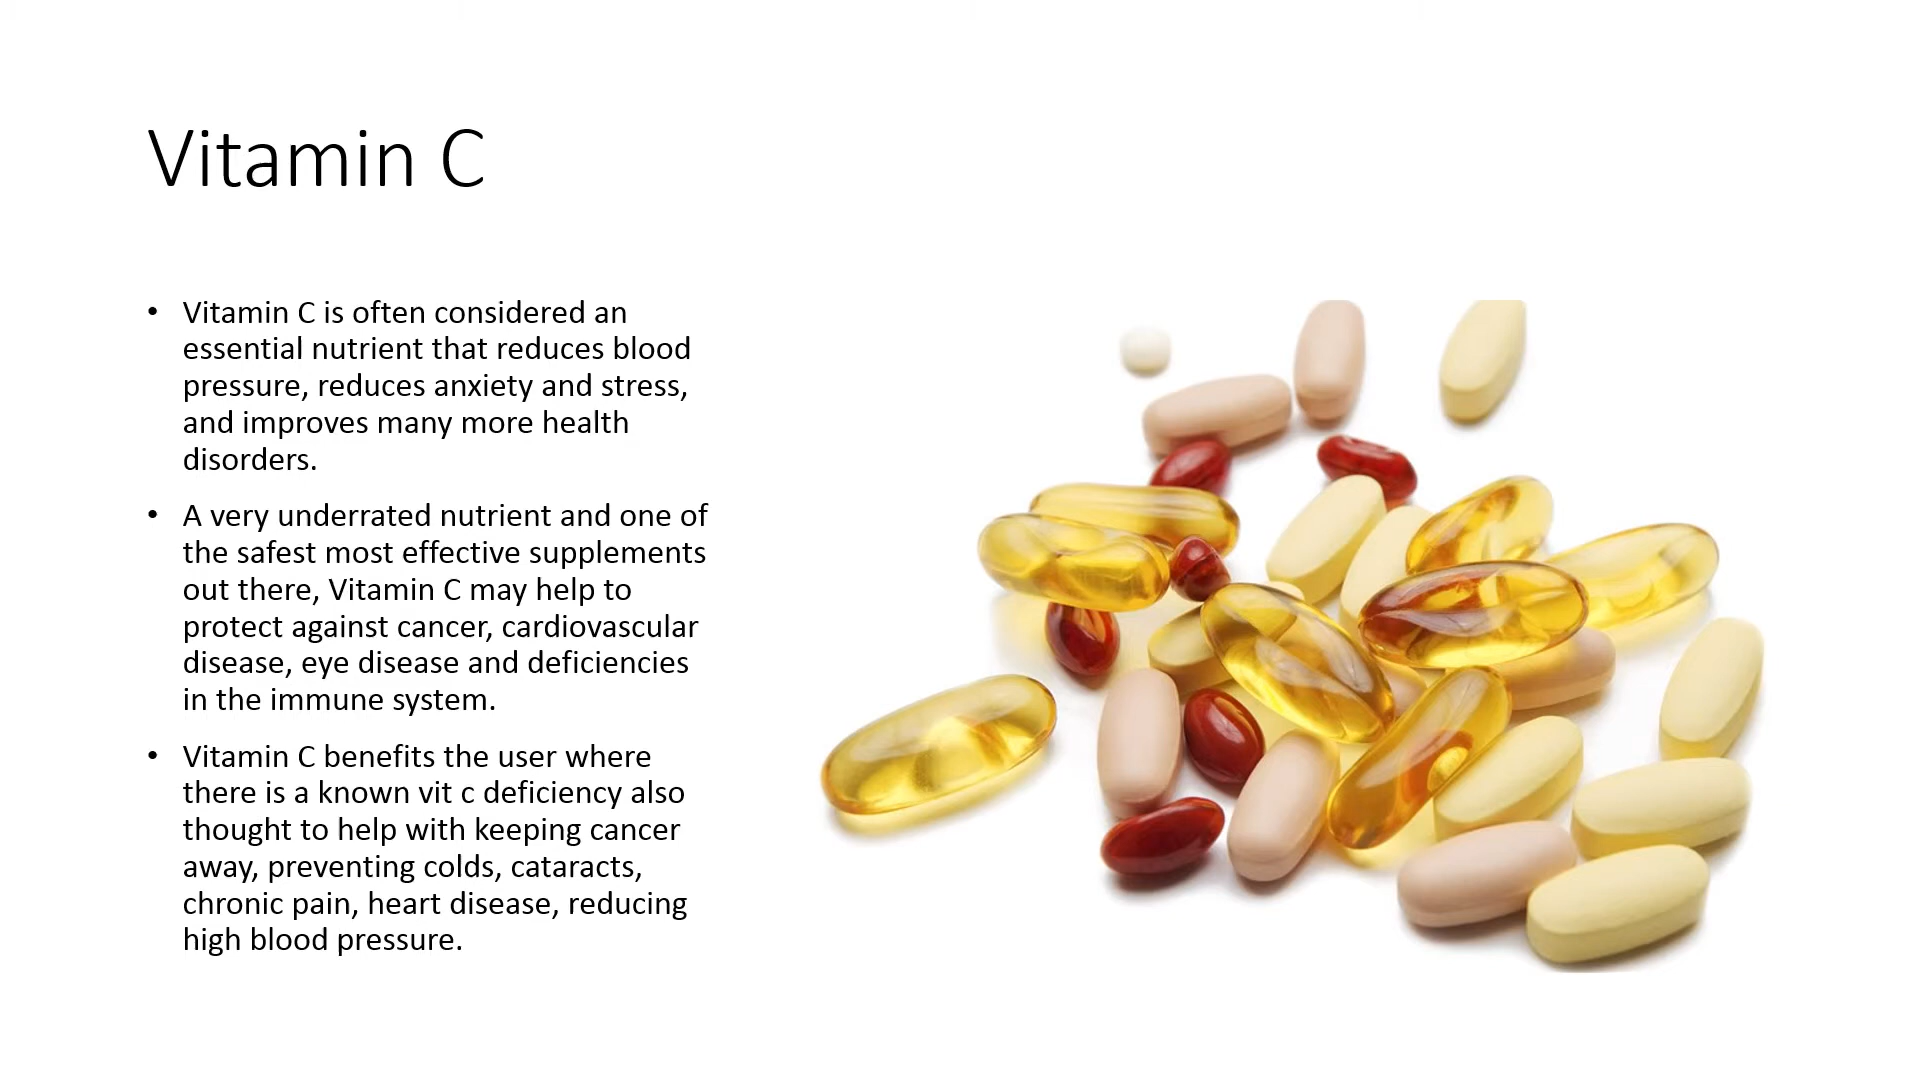 Vitamin C
• Vitamin C is often considered an
essential nutrient that reduces blood
pressure, reduces anxiety and stress,
and improves many more health
disorders.
• A very underrated nutrient and one of
the safest most effective supplements
out there, Vitamin C may help to
protect against cancer, cardiovascular
disease, eye disease and deficiencies
in the immune system.
• Vitamin C benefits the user where
there is a known vit c deficiency also
thought to help with keeping cancer
away, preventing colds, cataracts,
chronic pain, heart disease, reducing
high blood pressure.